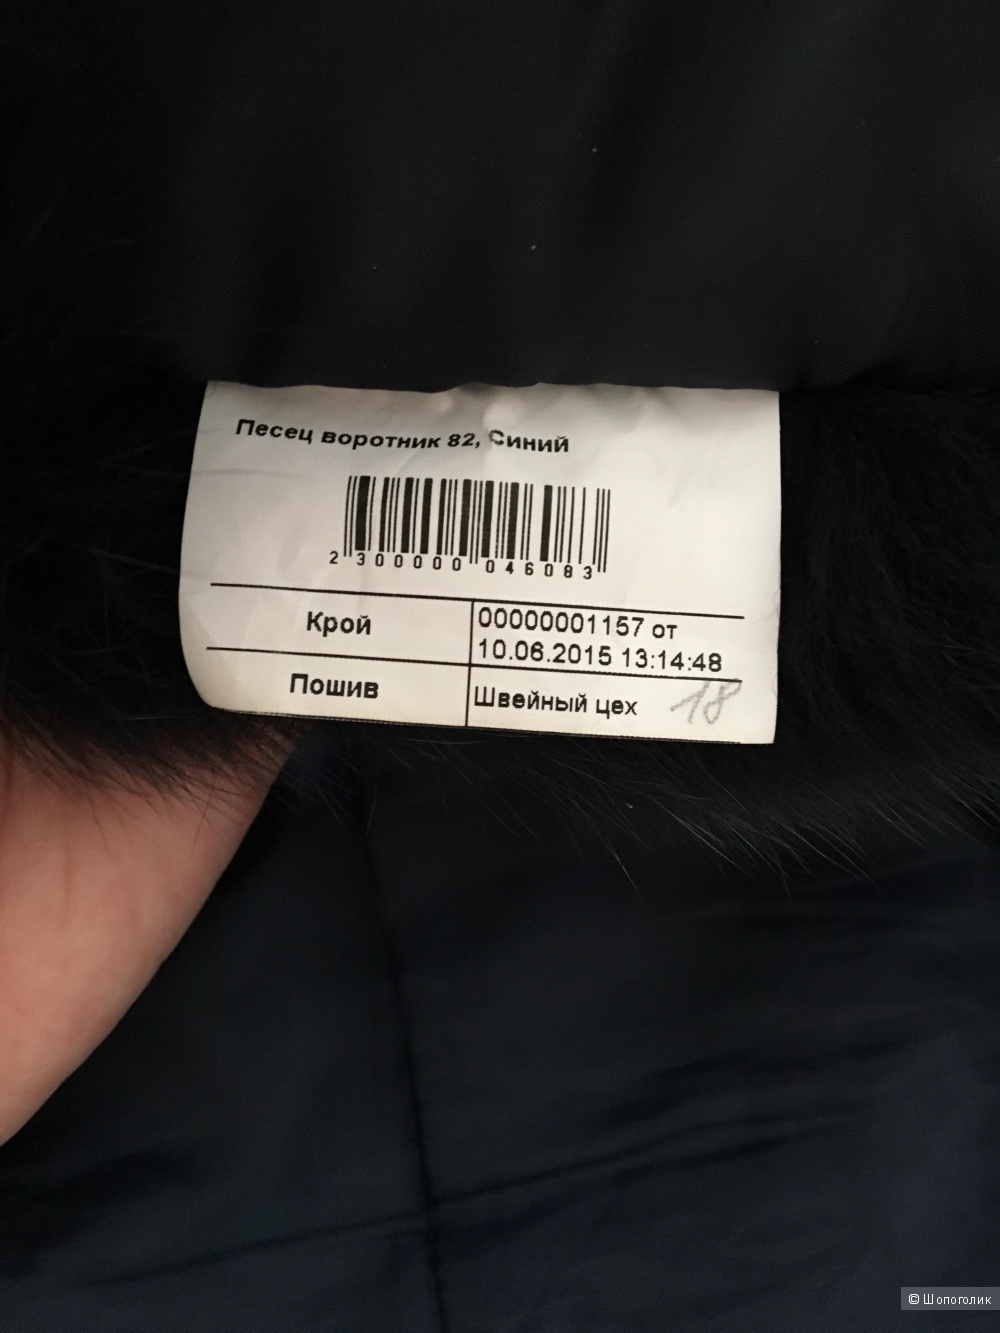 Песец воротник 82, Синий
2 300000 046083
Крой
00000001157 от
10.06.2015 13:14:48
Пошив
Швейный цех
18
© Шопоголик